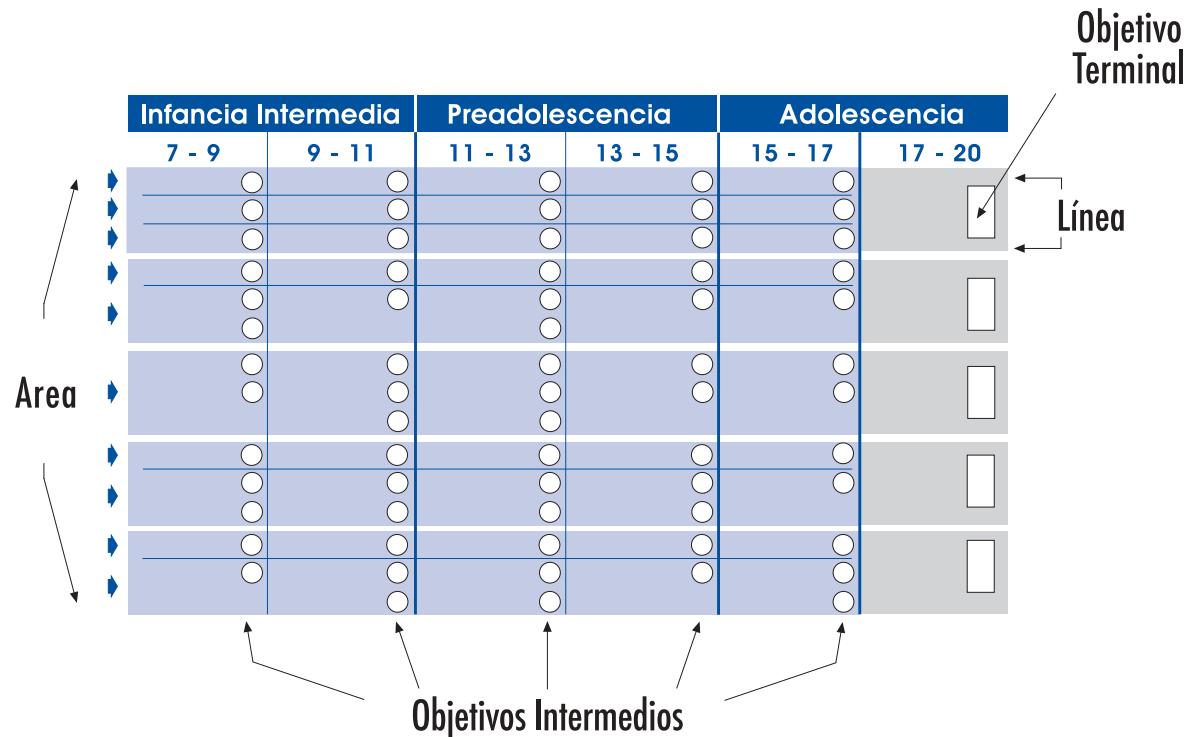 Objetivo
Terminal
Infancia Intermedia Preadolescencia Adolescencia
7 - 9 9 - 11 11 - 13 13 - 15 15 - 17 17 - 20
Línea
Area
Objetivos Intermedios